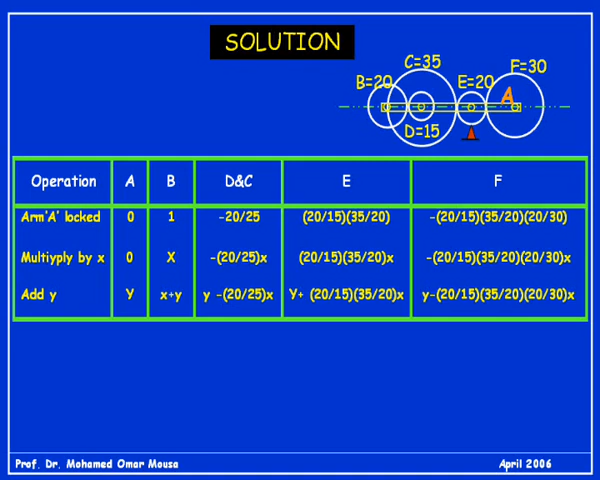 SOLUTION
C=35
F=30
B=20
E=20
A
D=15
Operation A B D&C E F
Arm'A' locked 0 1 -20/25 (20/15)(35/20) -(20/15)(35/20)(20/30)
Multiyply by x 0 X -(20/25)x (20/15)(35/20)x -(20/15)(35/20)(20/30)x
Add y Y x+y y -(20/25)x Y+ (20/15)(35/20)x y-(20/15)(35/20)(20/30)x
Prof. Dr. Mohamed Omar Mousa April 2006